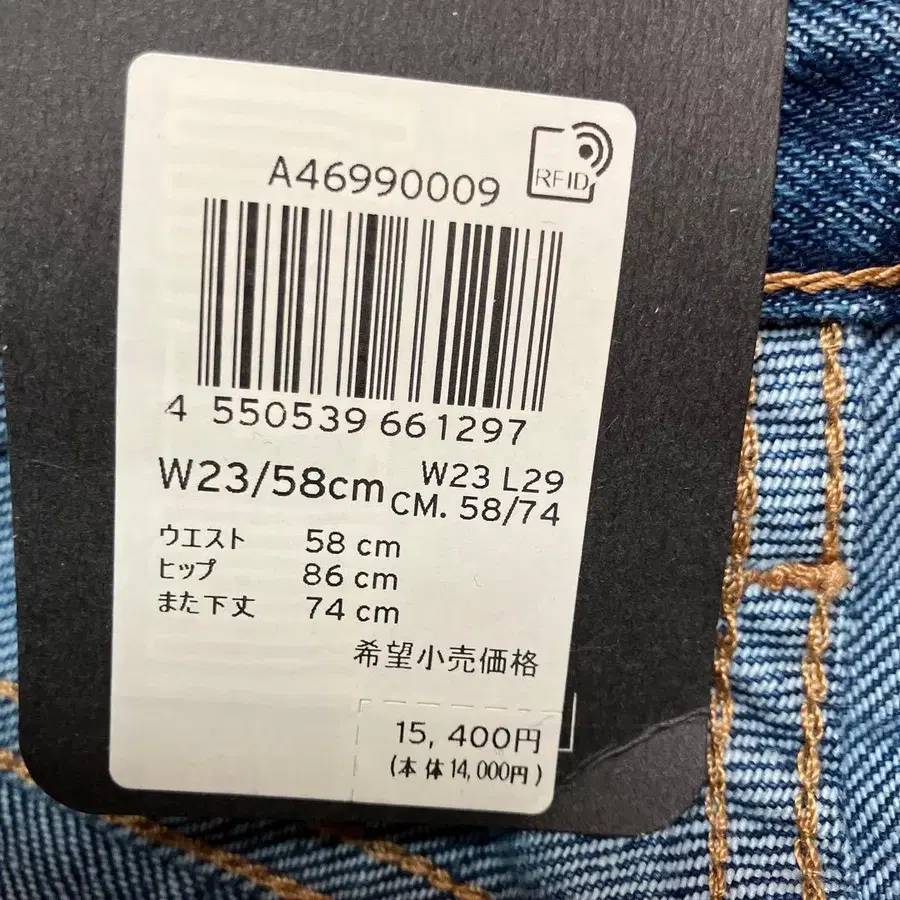 RFID
A46990009
4 550539 661297
W23/58cm W23 L29
CM. 58/74
ウエスト 58 cm
ヒップ 86 cm
また下丈 74 cm
希望小売価格
15,400円
(本体14,000円)